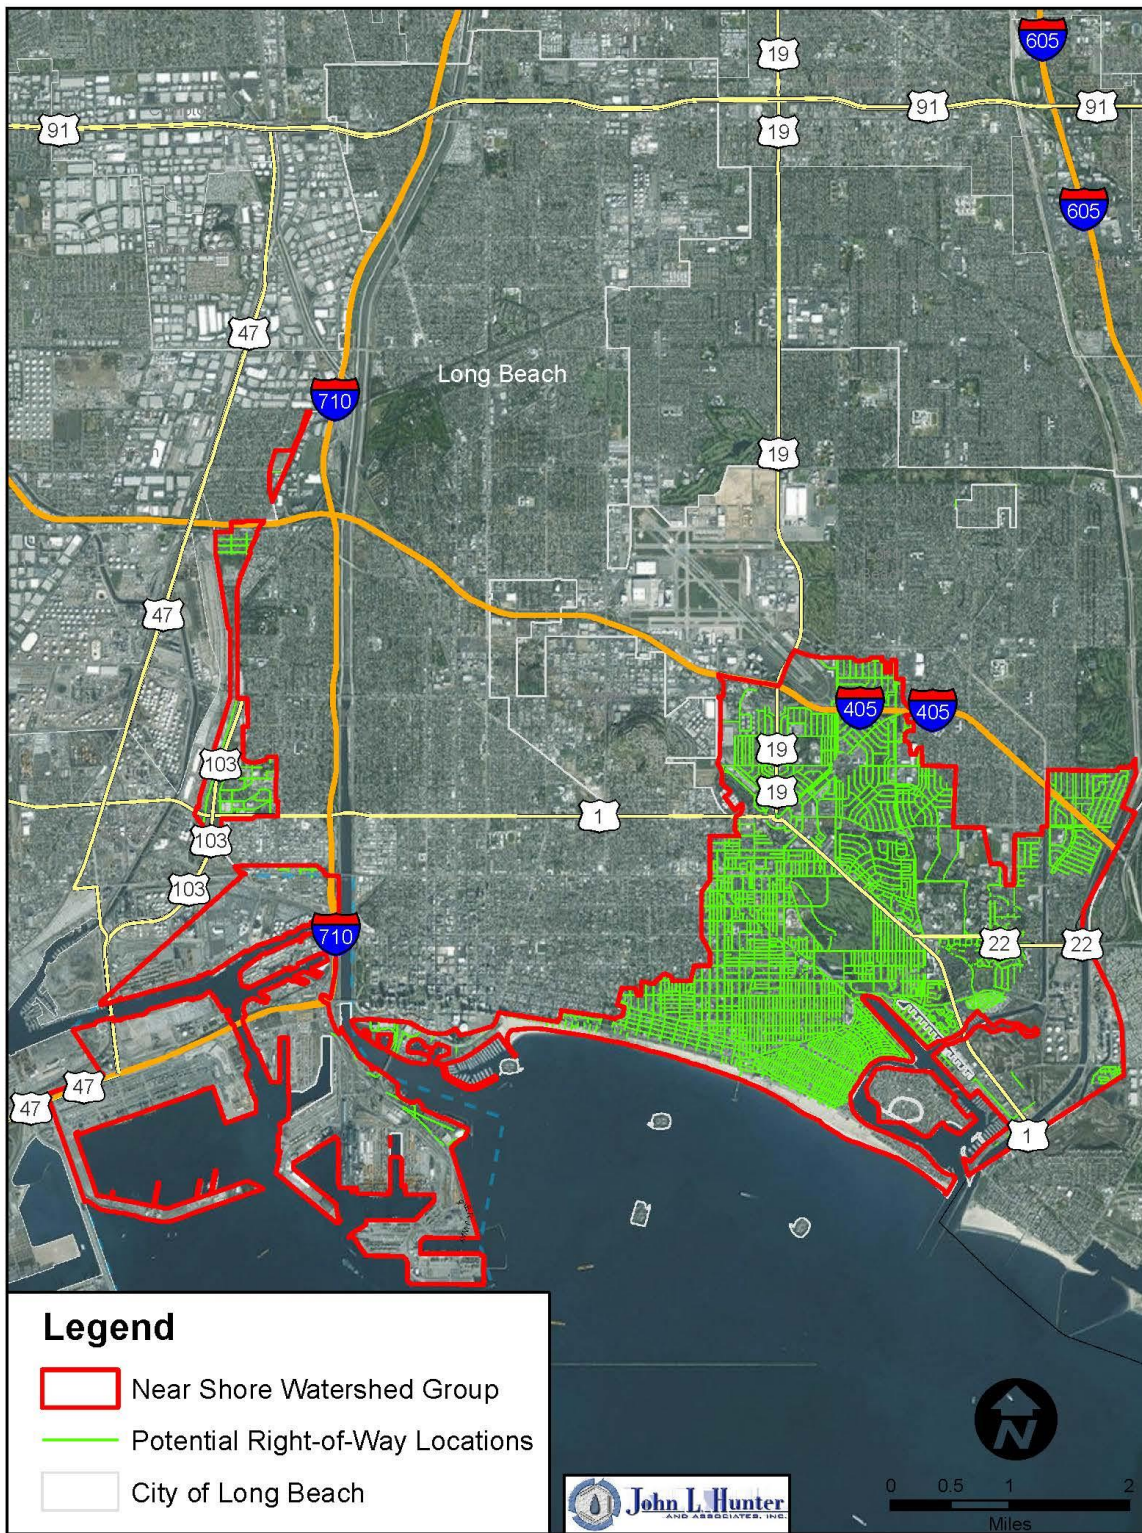 605
19
91
19
91
91
605
47
Long Beach
710
19
47
405
405
19
103
19
1
103
103
710
22
22
47
47
1
Legend
Near Shore Watershed Group
Potential Right-of-Way Locations
City of Long Beach
N
0 0.5 1 2
Miles
John L. Hunter
AND ASSOCIATES, INC.